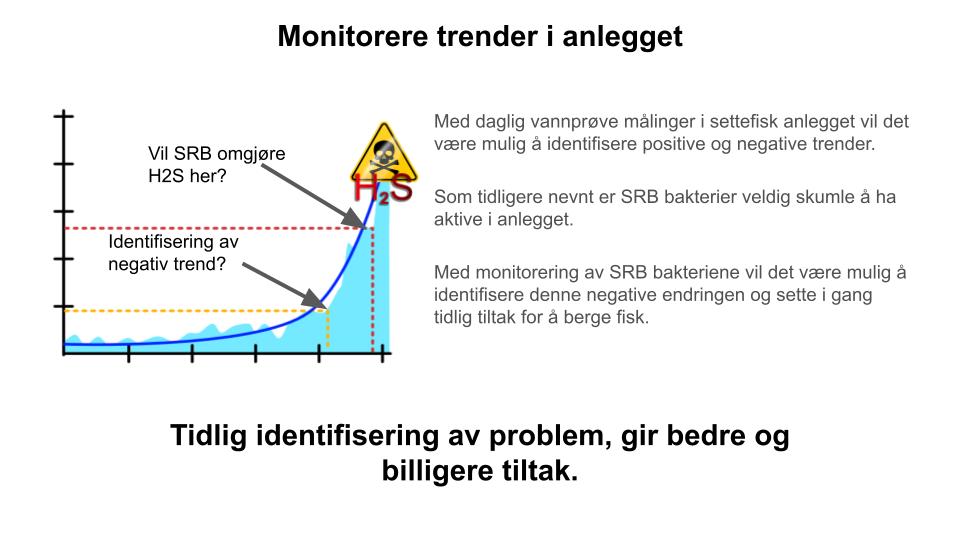 Monitorere trender i anlegget
Vil SRB omgjøre
H2S her?
H₂S
Identifisering av
negativ trend?
Med daglig vannprøve målinger i settefisk anlegget vil det
være mulig å identifisere positive og negative trender.
Som tidligere nevnt er SRB bakterier veldig skumle å ha
aktive i anlegget.
Med monitorering av SRB bakteriene vil det være mulig å
identifisere denne negative endringen og sette i gang
tidlig tiltak for å berge fisk.
Tidlig identifisering av problem, gir bedre og
billigere tiltak.